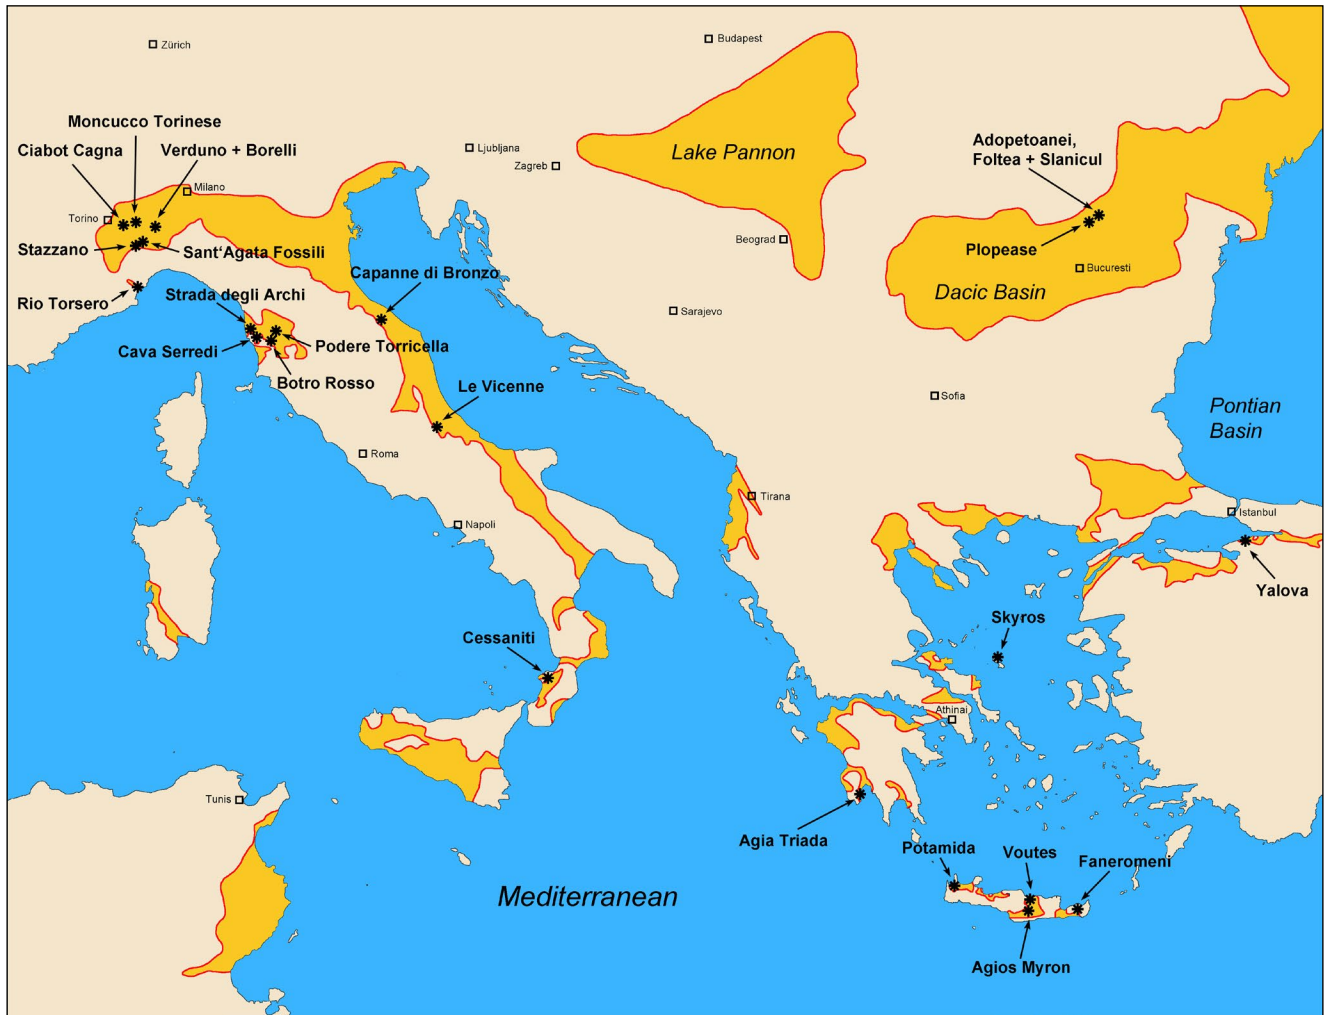 Zürich
Budapest
Moncucco Torinese
Ciabot Cagna
Verduno + Borelli
Ljubljana
Zagreb
Lake Pannon
Adopetoanei,
Foltea + Slanicul
Milano
Torino
Stazzano
Sant‘Agata Fossili
Beograd
Plopease
Bucuresti
Capanne di Bronzo
Rio Torsero
Strada degli Archi
Dacic Basin
Sarajevo
Cava Serredi
Podere Torricella
Botro Rosso
Le Vicenne
Sofia
Pontian
Basin
Roma
Tirana
Napoli
Istanbul
Yalova
Skyros
Cessaniti
Athinai
Tunis
Agia Triada
Potamida
Voutes
Faneromeni
Mediterranean
Agios Myron